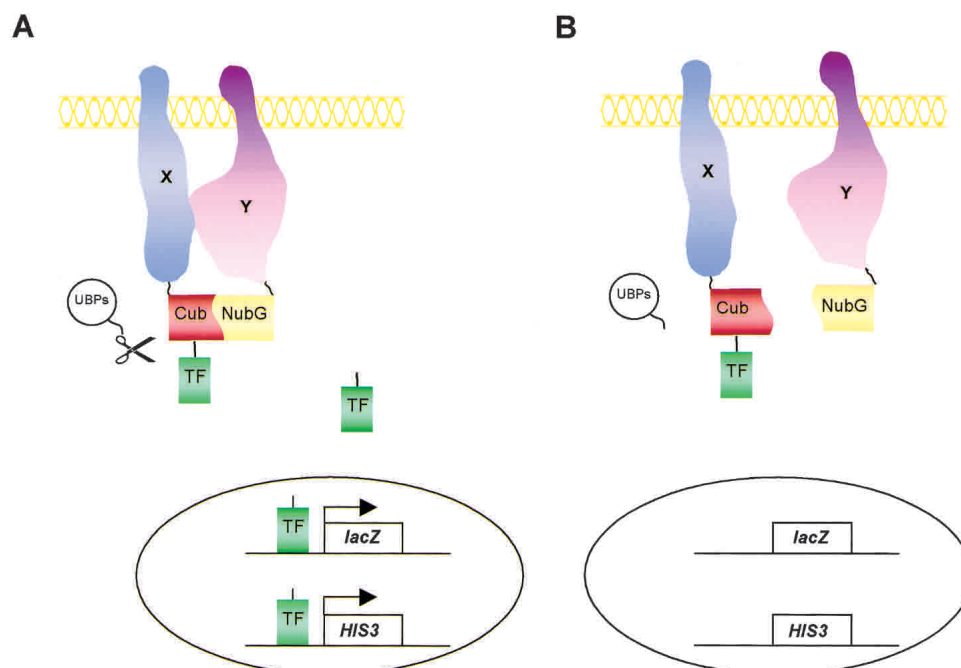 A
X
Y
UBPs
Cub NubG
TF
TF
TF
lacZ
TF
HIS3
B
X
Y
UBPs
Cub
NubG
TF
lacZ
HIS3